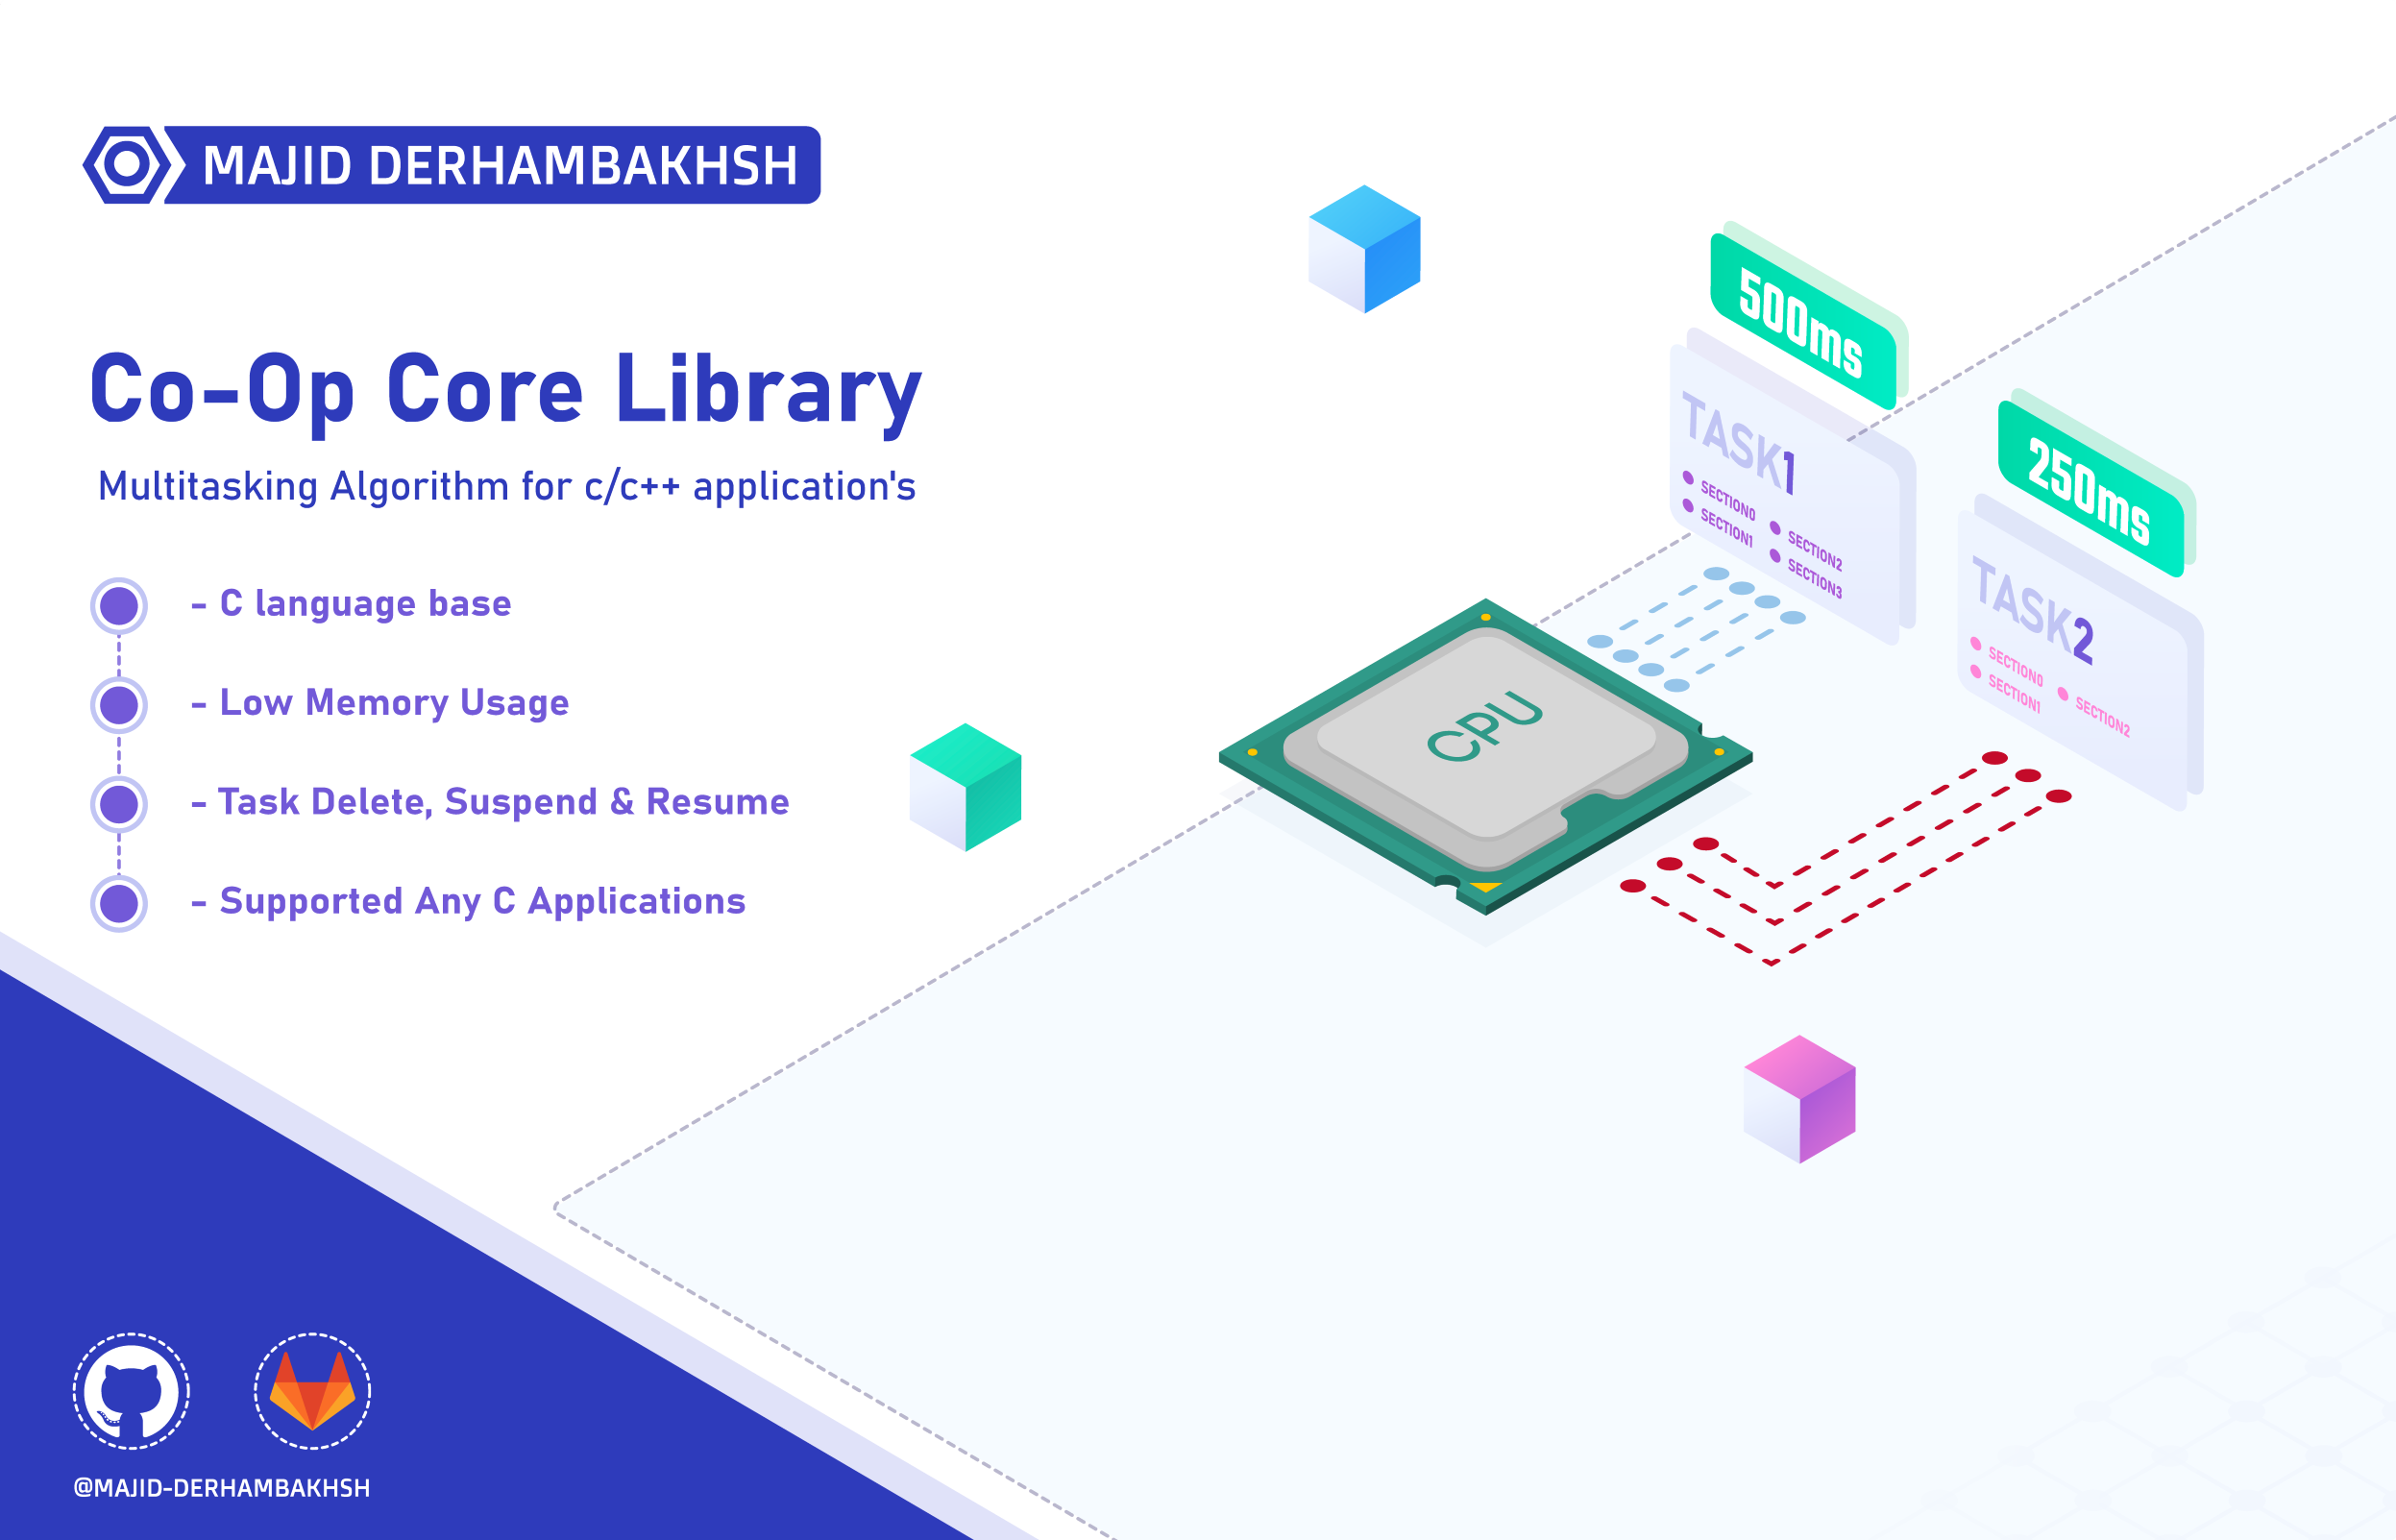 MAJID DERHAMBAKHSH
Co-Op Core Library
Multitasking Algorithm for c/c++ application's
- C language base
- Low Memory Usage
- Task Delete, Suspend & Resume
- Supported Any C Applications
500ms
TASK1
SECTION0
SECTION1
SECTION2
SECTION3
250ms
TASK2
SECTION0
SECTION1
SECTION2
CPU
@MAJID-DERHAMBAKHSH